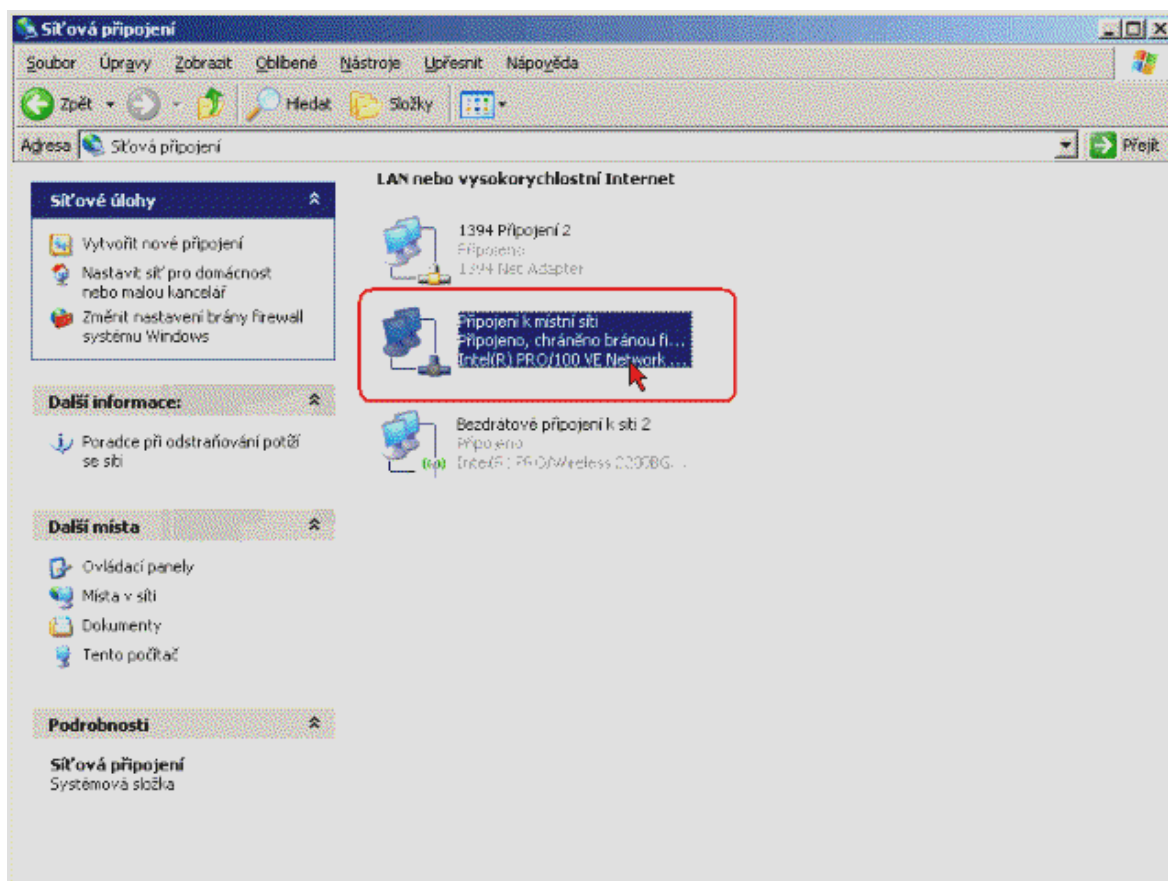 Síťová připojení
Soubor Úpravy Zobrazit Oblíbené Nástroje Upřesnit Nápověda
Zpět Hledat Složky
Adresa Síťová připojení Přejít
Síťové úlohy
Vytvořit nové připojení
Nastavit síť pro domácnost
nebo malou kancelář
Změnit nastavení brány firewall
systému Windows
Další informace:
Poradce při odstraňování potíží
se sítí
Další místa
Ovládací panely
Místa v síti
Dokumenty
Tento počítač
Podrobnosti
Síťová připojení
Systémová složka
LAN nebo vysokorychlostní Internet
1394 Připojení 2
Připojeno
1394 Net Adapter
Připojení k místní síti
Připojeno, chráněno bránou fi...
Intel(R) PRO/100 VE Network ...
Bezdrátové připojení k síti 2
Připojeno
Intel(R) PRO/Wireless 2200BG...